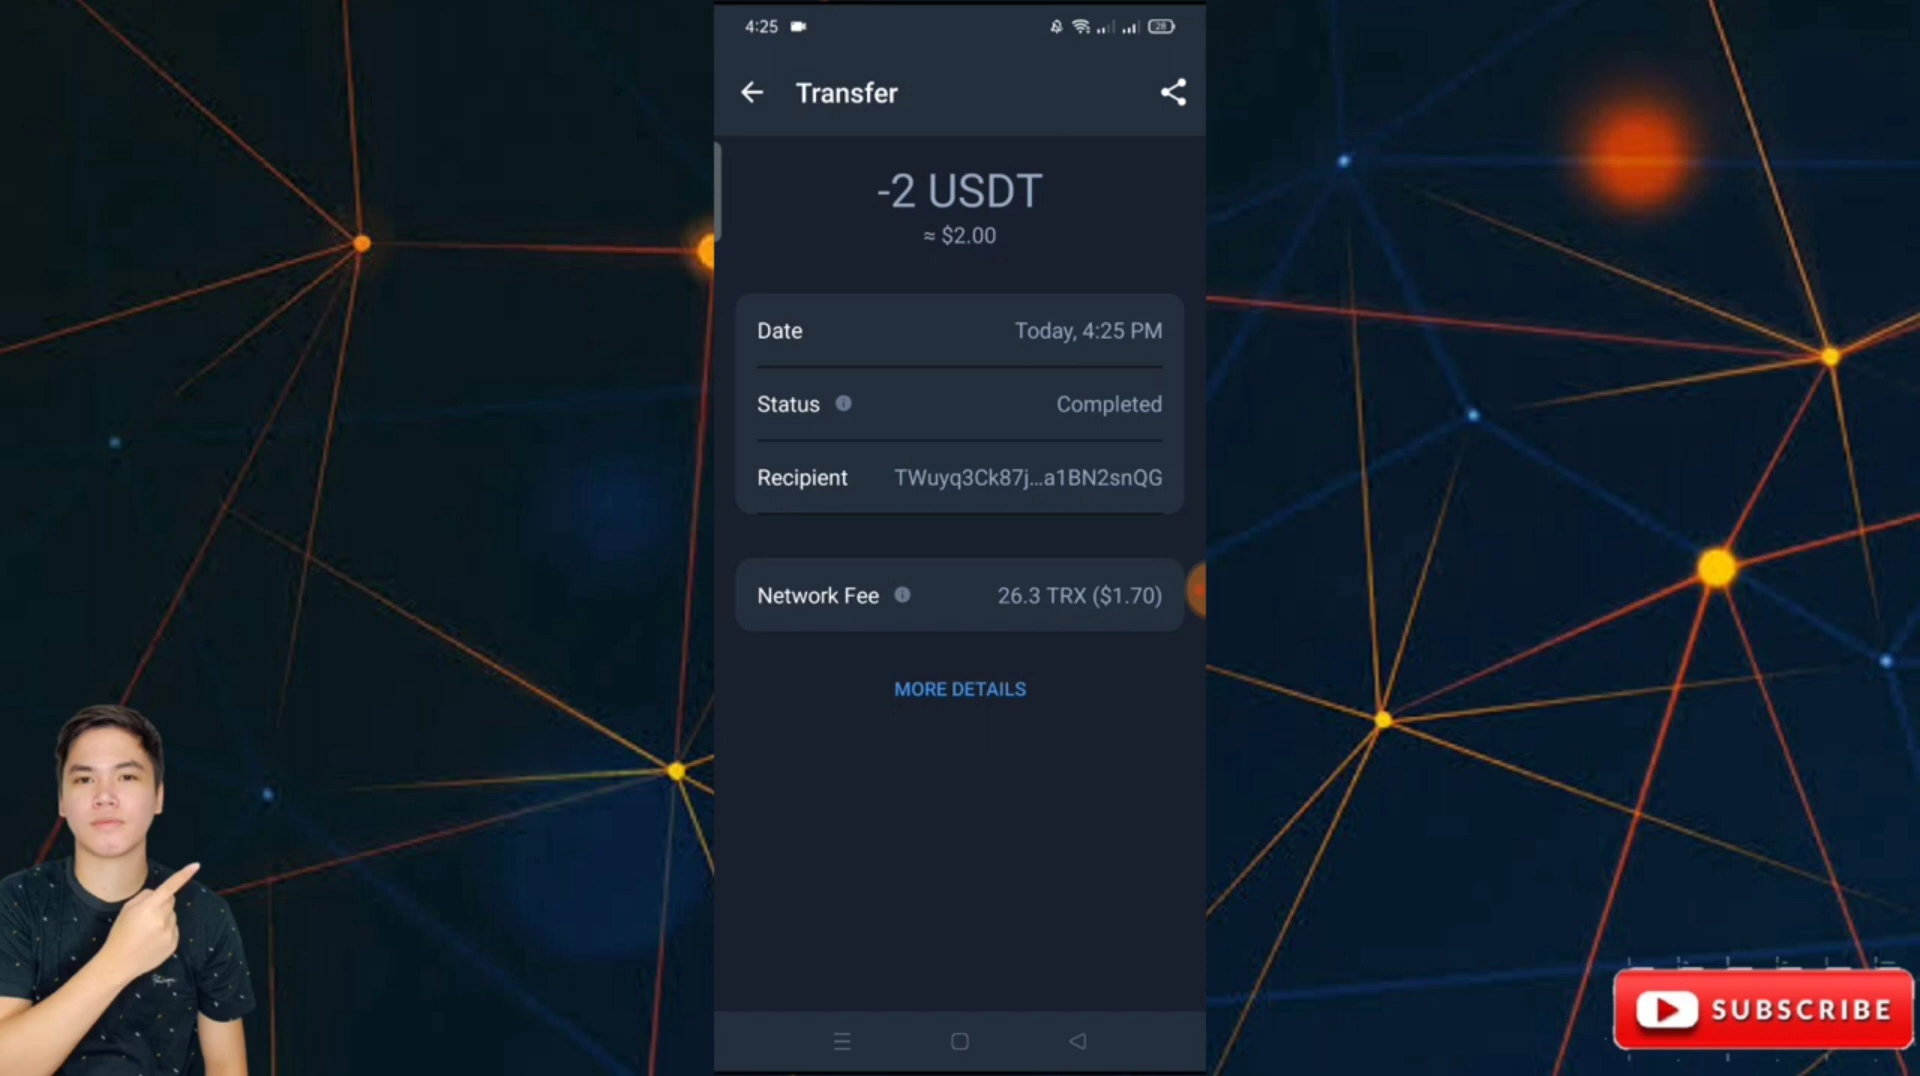 4:25
28
Transfer
-2 USDT
≈ $2.00
Date Today, 4:25 PM
Status Completed
Recipient TWuyq3Ck87j...a1BN2snQG
Network Fee 26.3 TRX ($1.70)
MORE DETAILS
SUBSCRIBE